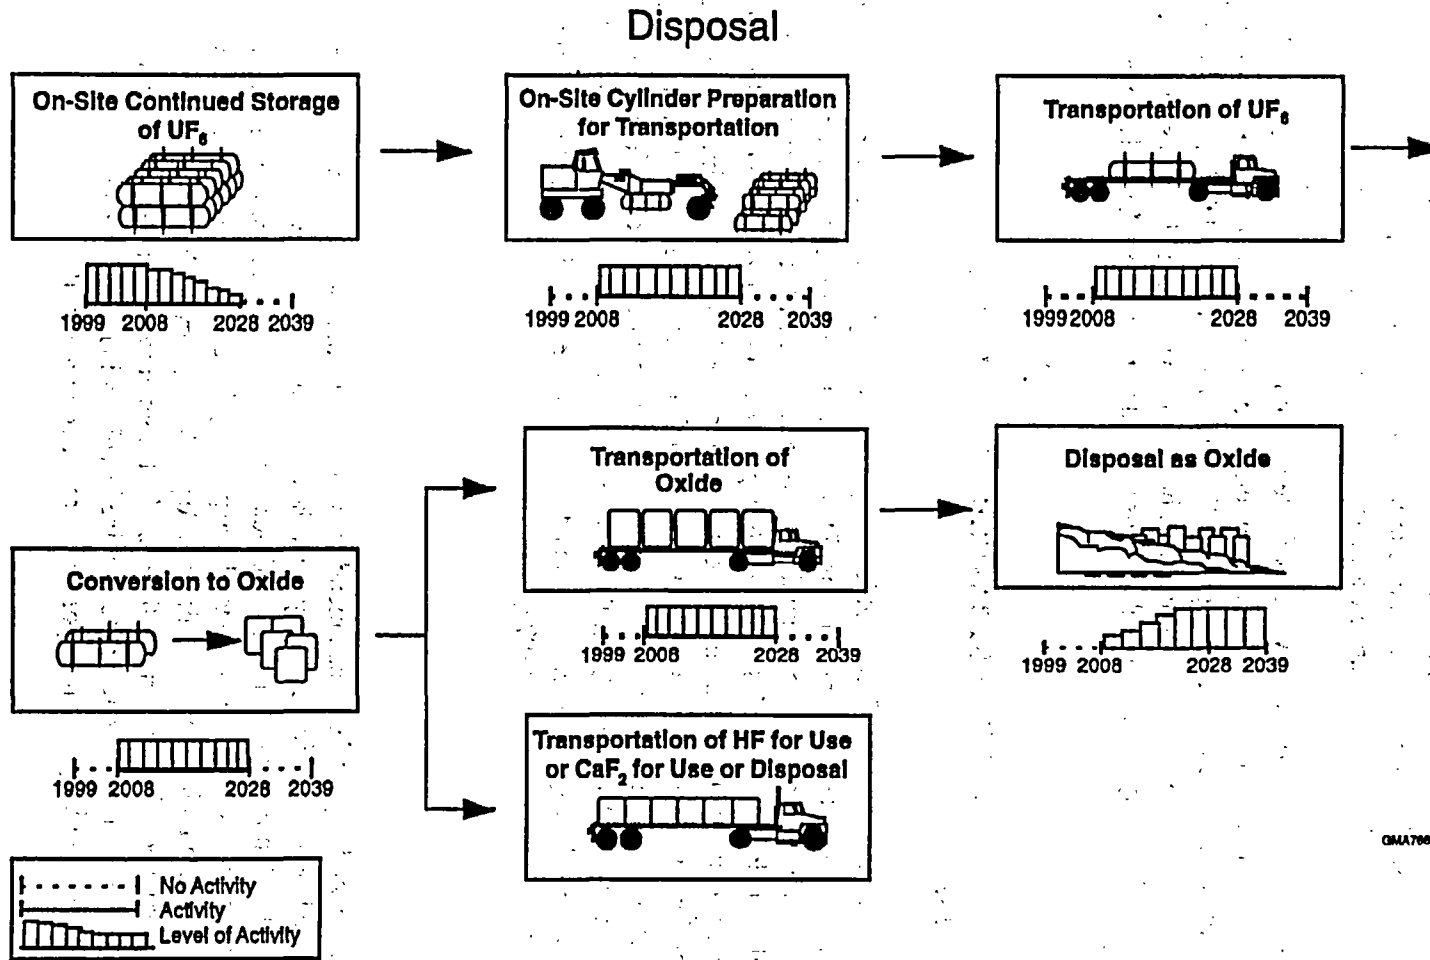 Disposal
On-Site Continued Storage
of UF₆
1999 2008 2028 2039
On-Site Cylinder Preparation
for Transportation
1999 2008 2028 2039
Transportation of UF₆
1999 2008 2028 2039
Conversion to Oxide
1999 2008 2028 2039
Transportation of
Oxide
1999 2008 2028 2039
Disposal as Oxide
1999 2008 2028 2039
Transportation of HF for Use
or CaF₂ for Use or Disposal
No Activity
Activity
Level of Activity